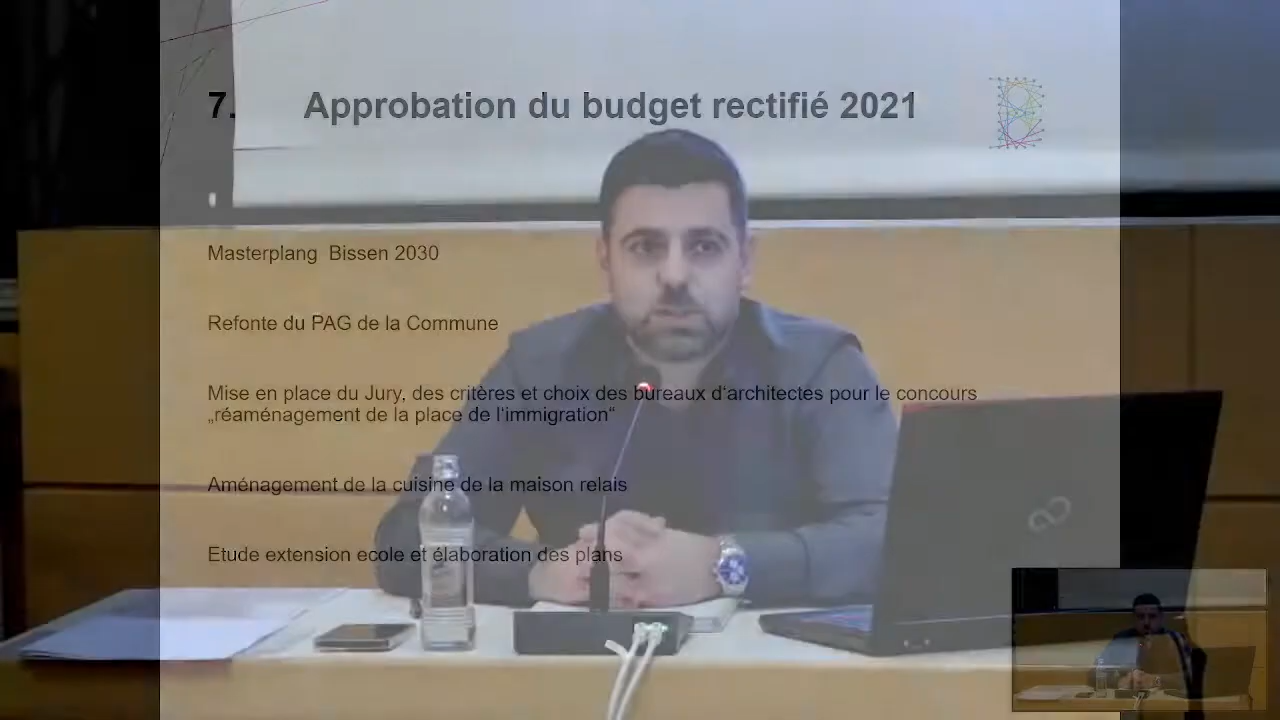 7. Approbation du budget rectifié 2021
Masterplang Bissen 2030
Refonte du PAG de la Commune
Mise en place du Jury, des critères et choix des bureaux d'architectes pour le concours
„réaménagement de la place de l'immigration“
Aménagement de la cuisine de la maison relais
Etude extension ecole et élaboration des plans